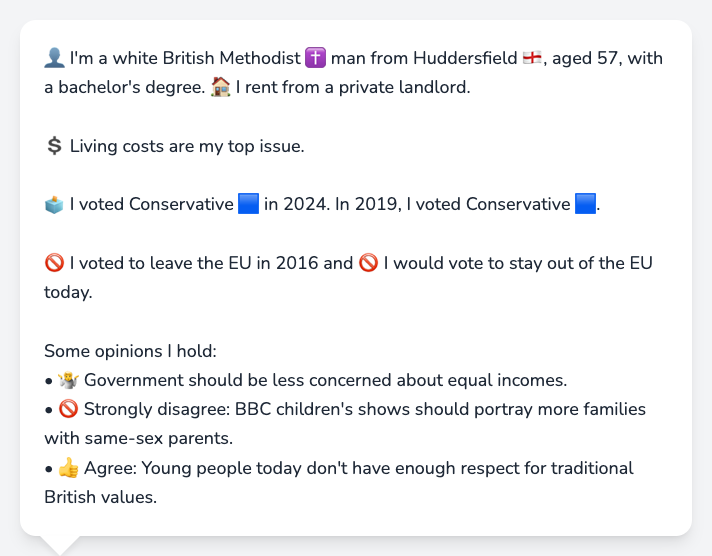 👤 I'm a white British Methodist ✝️ man from Huddersfield 🏴󠁧󠁢󠁥󠁮󠁧󠁿, aged 57, with
a bachelor's degree. 🏠 I rent from a private landlord.
💲 Living costs are my top issue.
🗳️ I voted Conservative 🟦 in 2024. In 2019, I voted Conservative 🟦.
🚫 I voted to leave the EU in 2016 and 🚫 I would vote to stay out of the EU
today.
Some opinions I hold:
• 🤷 Government should be less concerned about equal incomes.
• 🚫 Strongly disagree: BBC children's shows should portray more families
with same-sex parents.
• 👍 Agree: Young people today don't have enough respect for traditional
British values.